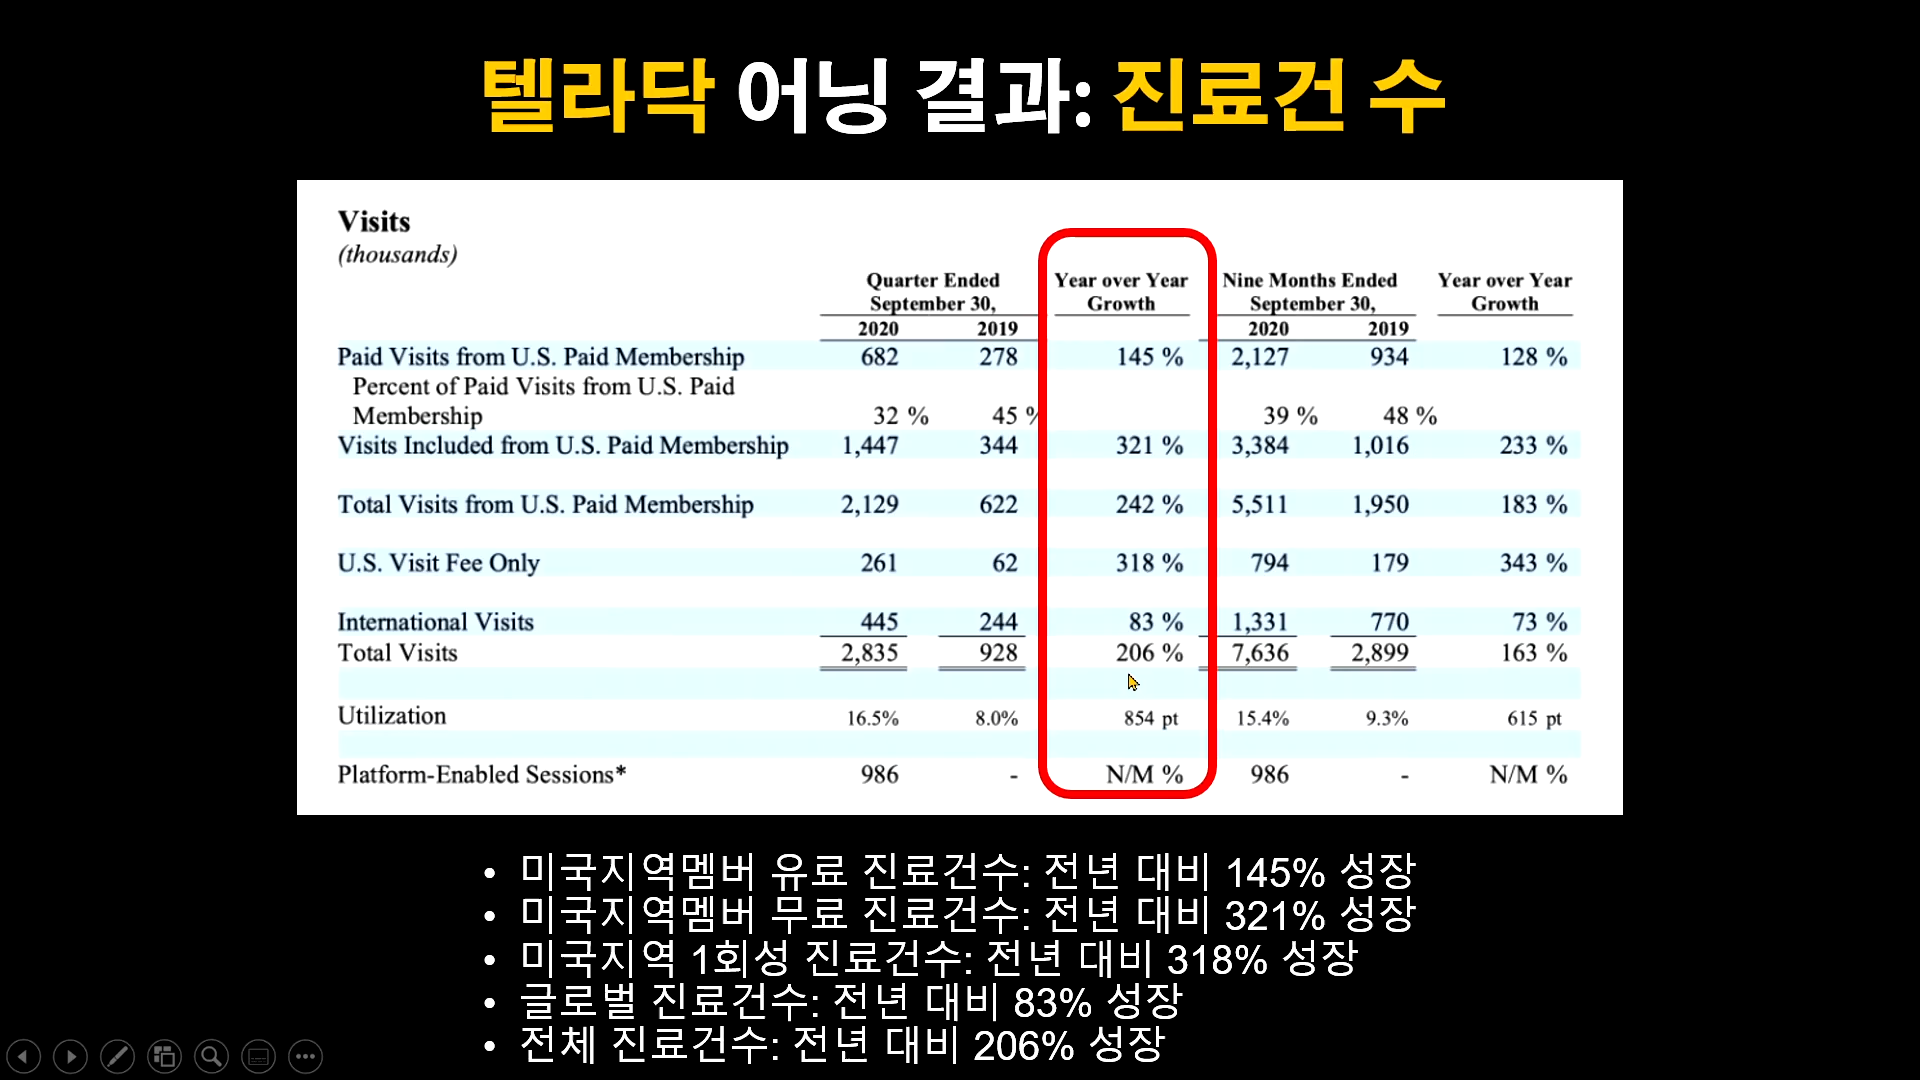 텔라닥 어닝 결과: 진료건 수
Visits
(thousands)
Quarter Ended September 30, Year over Year Growth Nine Months Ended September 30, Year over Year Growth
2020 2019 2020 2019
Paid Visits from U.S. Paid Membership 682 278 145 % 2,127 934 128 %
Percent of Paid Visits from U.S. Paid
Membership 32 % 45 % 39 % 48 %
Visits Included from U.S. Paid Membership 1,447 344 321 % 3,384 1,016 233 %
Total Visits from U.S. Paid Membership 2,129 622 242 % 5,511 1,950 183 %
U.S. Visit Fee Only 261 62 318 % 794 179 343 %
International Visits 445 244 83 % 1,331 770 73 %
Total Visits 2,835 928 206 % 7,636 2,899 163 %
Utilization 16.5% 8.0% 854 pt 15.4% 9.3% 615 pt
Platform-Enabled Sessions* 986 - N/M % 986 - N/M %
• 미국지역멤버 유료 진료건수: 전년 대비 145% 성장
• 미국지역멤버 무료 진료건수: 전년 대비 321% 성장
• 미국지역 1회성 진료건수: 전년 대비 318% 성장
• 글로벌 진료건수: 전년 대비 83% 성장
• 전체 진료건수: 전년 대비 206% 성장